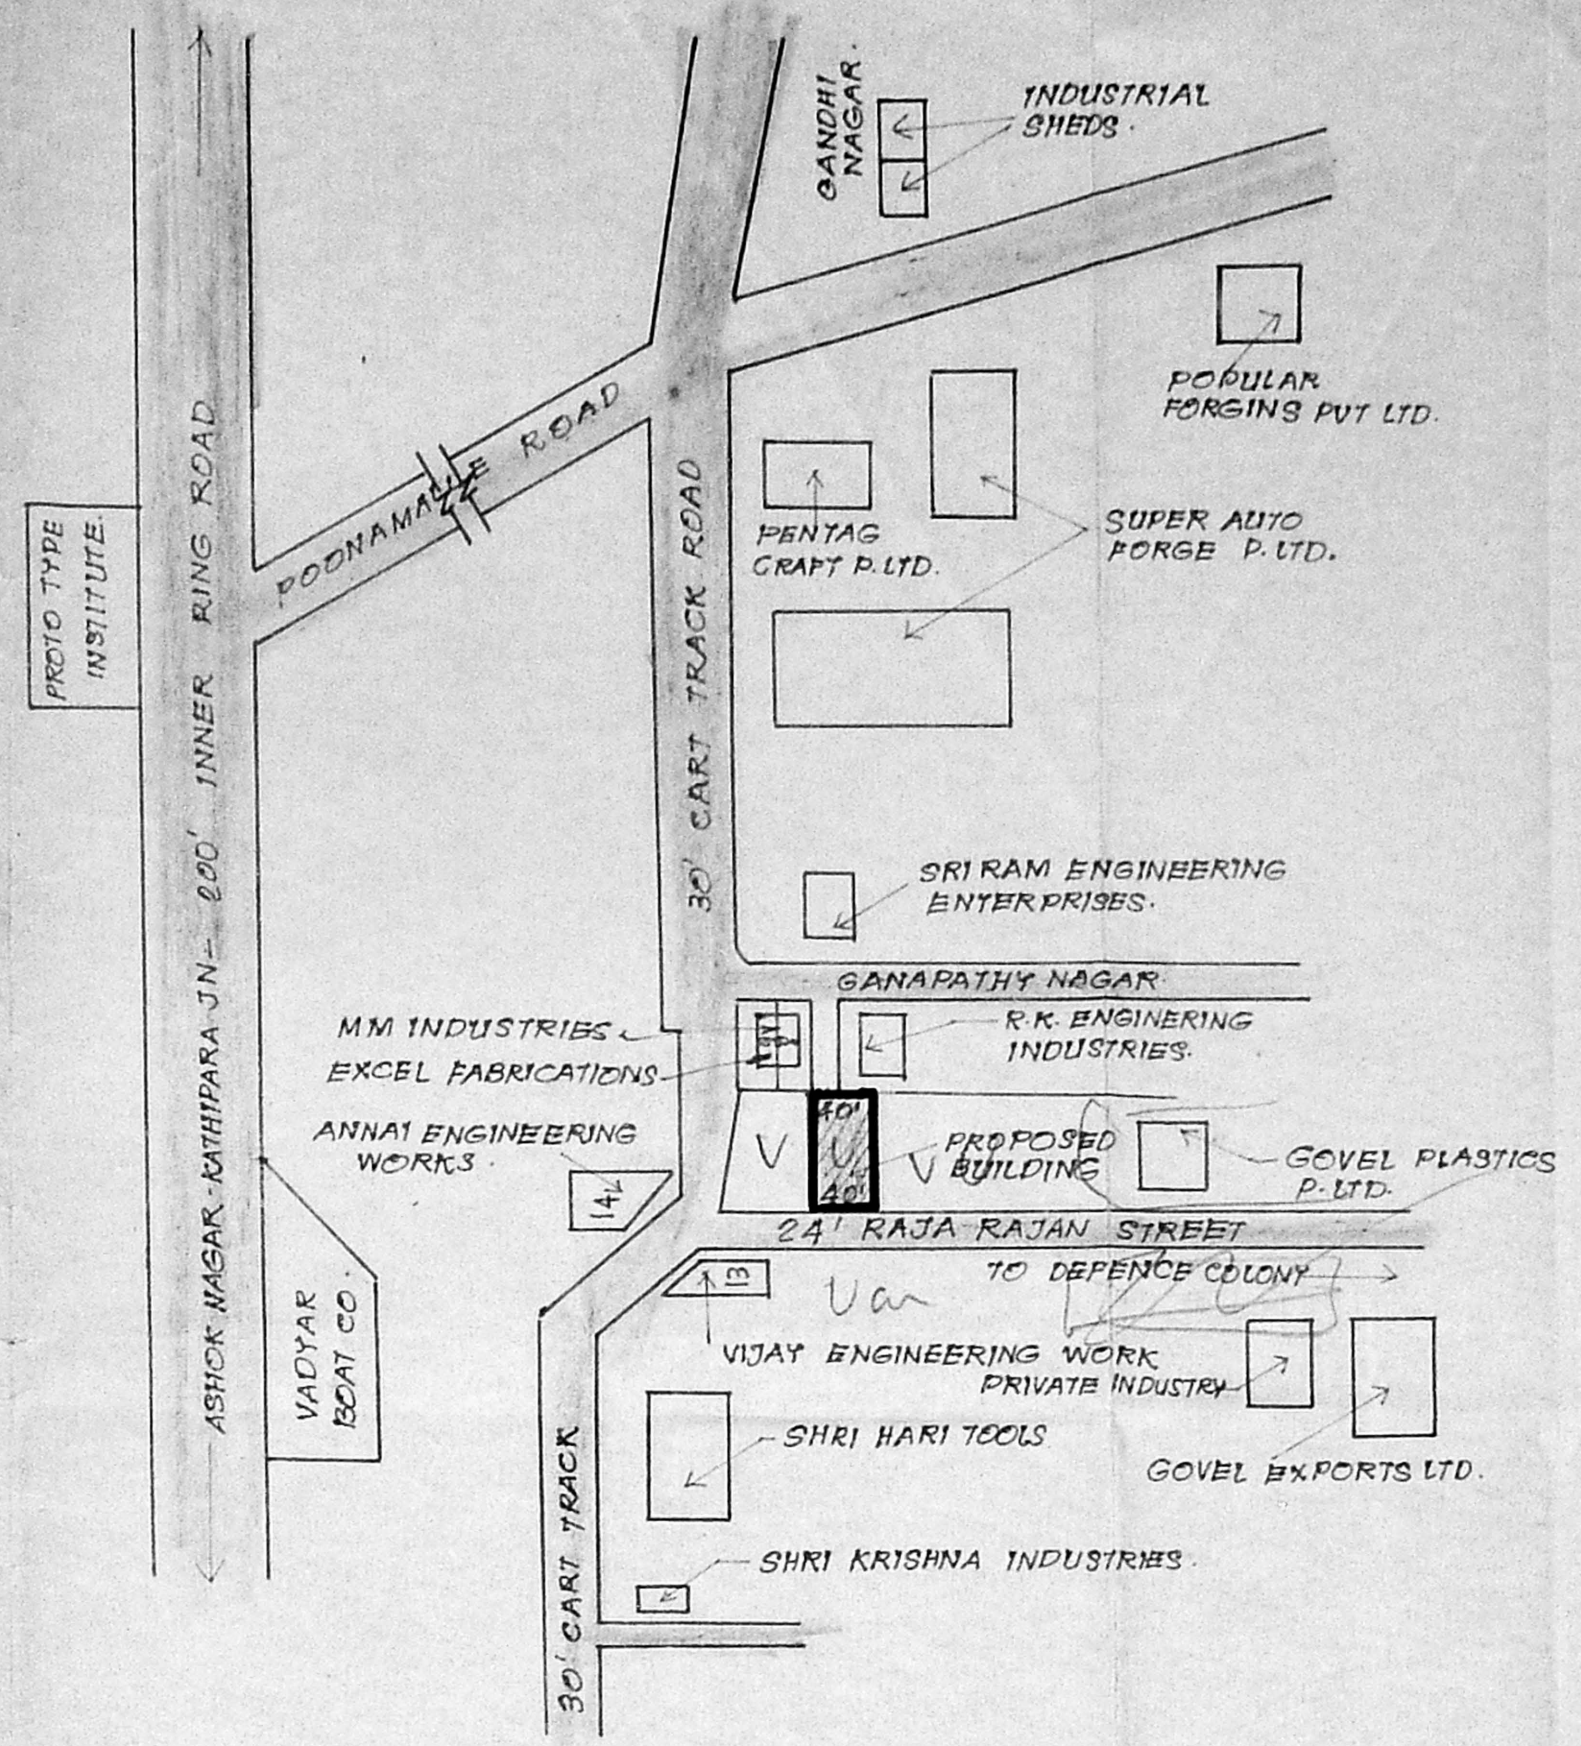 GANDHI
NAGAR.
INDUSTRIAL
SHEDS.
POPULAR
FORGINS PVT LTD.
POONAMALLE ROAD
PROTO TYPE
INSTITUTE.
ASHOK NAGAR-KATHIPARA JN- 200' INNER RING ROAD
30' CART TRACK ROAD
PENTAG
CRAFT P.LTD.
SUPER AUTO
FORGE P.LTD.
SRI RAM ENGINEERING
ENTERPRISES.
GANAPATHY NAGAR
MM INDUSTRIES
EXCEL FABRICATIONS
R.K. ENGINERING
INDUSTRIES.
ANNAI ENGINEERING
WORKS.
14
V
40'
U
40'
PROPOSED
BUILDING
V U
GOVEL PLASTICS
P.LTD.
24' RAJA RAJAN STREET
TO DEFENCE COLONY
13
VADYAR
BOAT CO.
VIJAY ENGINEERING WORK
PRIVATE INDUSTRY
SHRI HARI TOOLS
GOVEL EXPORTS LTD.
SHRI KRISHNA INDUSTRIES.
30' CART TRACK